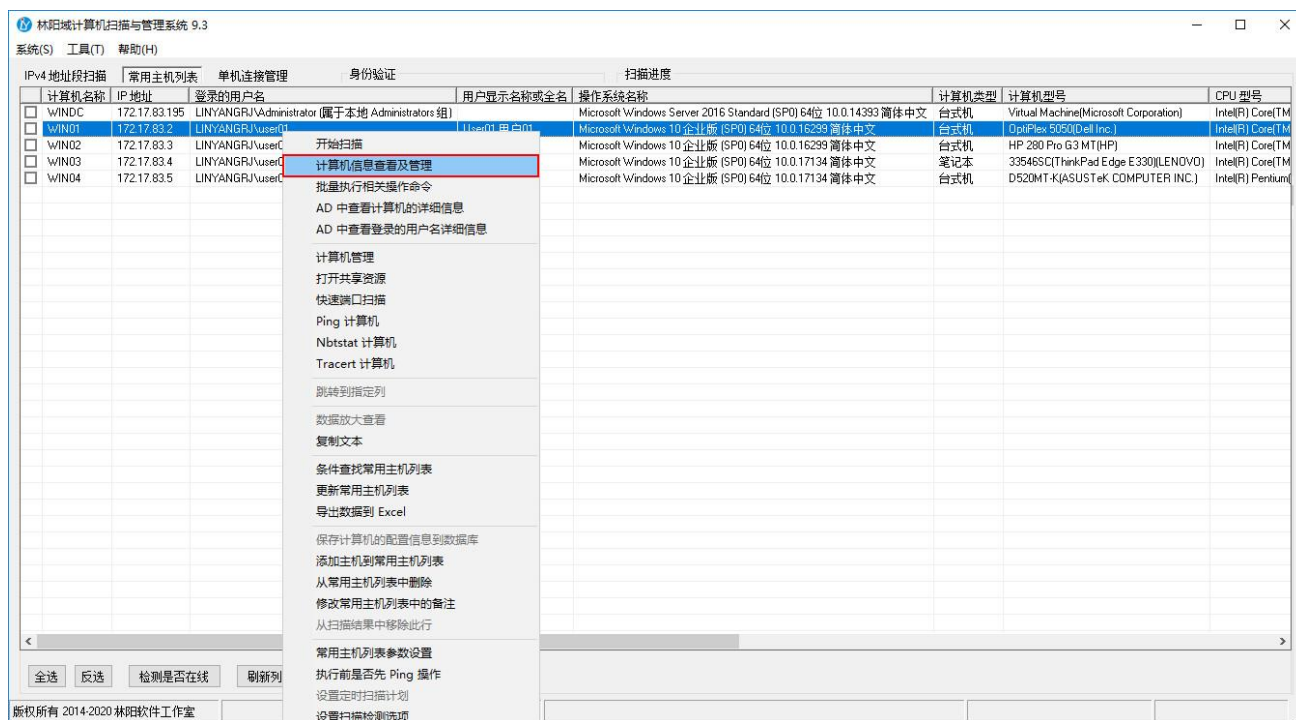 林阳域计算机扫描与管理系统 9.3
系统(S) 工具(T) 帮助(H)
IPv4 地址段扫描 常用主机列表 单机连接管理 身份验证 扫描进度
计算机名称 IP 地址 登录的用户名 用户显示名称或全名 操作系统名称 计算机类型 计算机型号 CPU 型号
WINDC 172.17.83.195 LINYANGRJ\Administrator (属于本地 Administrators 组) Microsoft Windows Server 2016 Standard (SP0) 64位 10.0.14393 简体中文 台式机 Virtual Machine(Microsoft Corporation) Intel(R) Core(TM
WIN01 172.17.83.2 LINYANGRJ\user01 User01 用户01 Microsoft Windows 10 企业版 (SP0) 64位 10.0.16299 简体中文 台式机 OptiPlex 5050(Dell Inc.) Intel(R) Core(TM
WIN02 172.17.83.3 LINYANGRJ\user0 Microsoft Windows 10 企业版 (SP0) 64位 10.0.16299 简体中文 台式机 HP 280 Pro G3 MT(HP) Intel(R) Core(TM
WIN03 172.17.83.4 LINYANGRJ\user0 Microsoft Windows 10 企业版 (SP0) 64位 10.0.17134 简体中文 笔记本 33546SC(ThinkPad Edge E330)(LENOVO) Intel(R) Core(TM
WIN04 172.17.83.5 LINYANGRJ\user0 Microsoft Windows 10 企业版 (SP0) 64位 10.0.17134 简体中文 台式机 D520MT-K(ASUSTeK COMPUTER INC.) Intel(R) Pentium(
开始扫描
计算机信息查看及管理
批量执行相关操作命令
AD 中查看计算机的详细信息
AD 中查看登录的用户名详细信息
计算机管理
打开共享资源
快速端口扫描
Ping 计算机
Nbtstat 计算机
Tracert 计算机
跳转到指定列
数据放大查看
复制文本
条件查找常用主机列表
更新常用主机列表
导出数据到 Excel
保存计算机的配置信息到数据库
添加主机到常用主机列表
从常用主机列表中删除
修改常用主机列表中的备注
从扫描结果中移除此行
常用主机列表参数设置
执行前是否先 Ping 操作
设置定时扫描计划
设置扫描检测选项
全选 反选 检测是否在线 刷新列
版权所有 2014-2020 林阳软件工作室